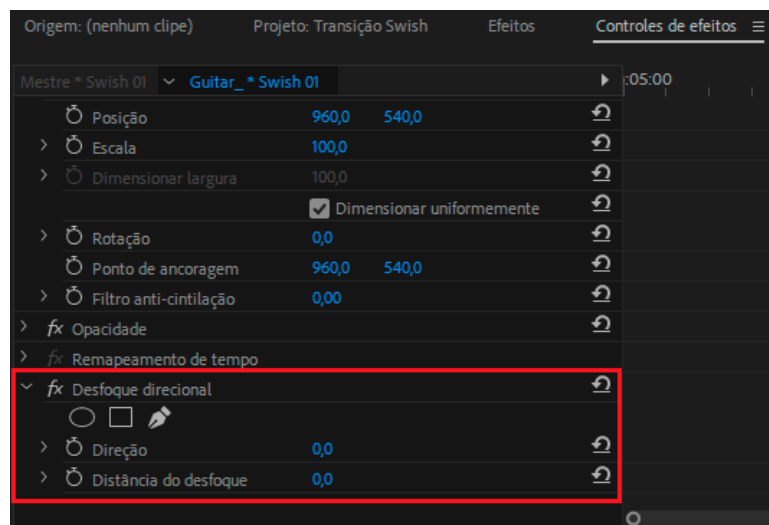 Origem: (nenhum clipe) Projeto: Transição Swish Efeitos Controles de efeitos
Mestre * Swish 01 Guitar_ * Swish 01 :05:00
Posição 960,0 540,0
Escala 100,0
Dimensionar largura 100,0
Dimensionar uniformemente
Rotação 0,0
Ponto de ancoragem 960,0 540,0
Filtro anti-cintilação 0,00
fx Opacidade
fx Remapeamento de tempo
fx Desfoque direcional
Direção 0,0
Distância do desfoque 0,0